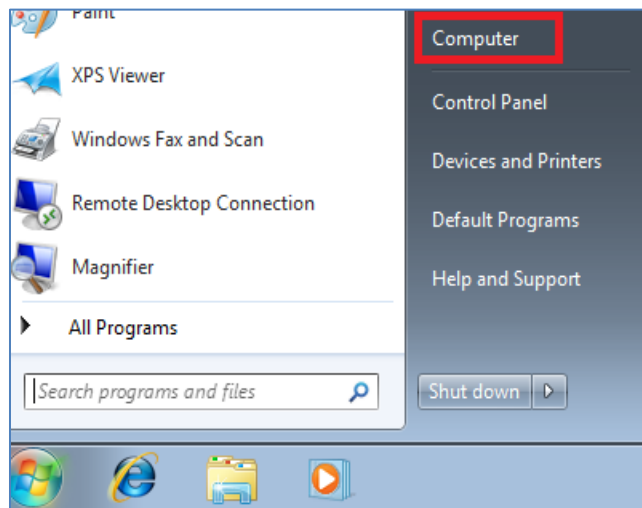 Paint
XPS Viewer
Windows Fax and Scan
Remote Desktop Connection
Magnifier
All Programs
Search programs and files
Computer
Control Panel
Devices and Printers
Default Programs
Help and Support
Shut down